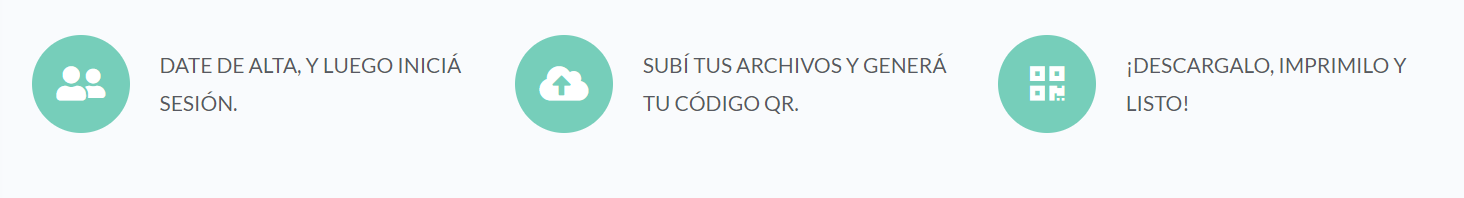 DATE DE ALTA, Y LUEGO INICIÁ
SESIÓN.
SUBÍ TUS ARCHIVOS Y GENERÁ
TU CÓDIGO QR.
¡DESCARGALO, IMPRIMILO Y
LISTO!